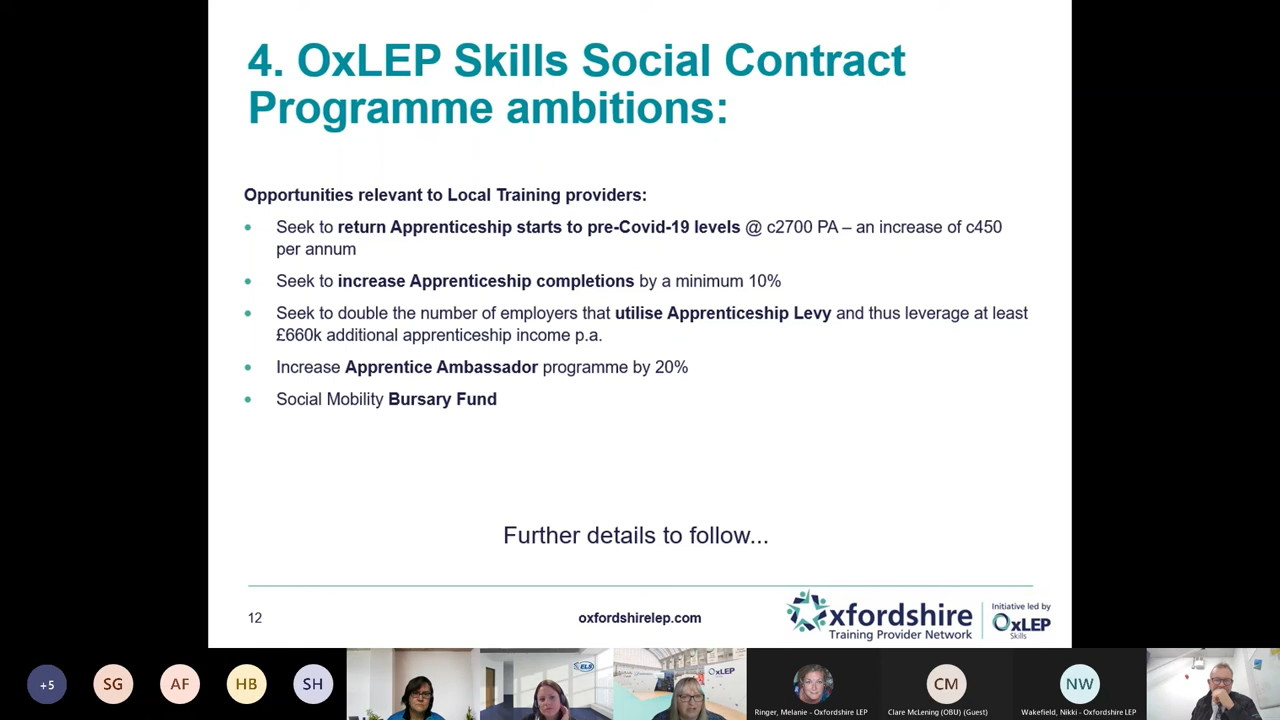 4. OxLEP Skills Social Contract
Programme ambitions:
Opportunities relevant to Local Training providers:
Seek to return Apprenticeship starts to pre-Covid-19 levels @ c2700 PA – an increase of c450
per annum
Seek to increase Apprenticeship completions by a minimum 10%
Seek to double the number of employers that utilise Apprenticeship Levy and thus leverage at least
£660k additional apprenticeship income p.a.
Increase Apprentice Ambassador programme by 20%
Social Mobility Bursary Fund
Further details to follow...
12
oxfordshirelep.com
Oxfordshire
Training Provider Network
Initiative led by
OxLEP
Skills
+5
SG
AF
HB
SH
ELS
OxLEP
CM
NW
Ringer, Melanie - Oxfordshire LEP
Clare McLening (OBU) (Guest)
Wakefield, Nikki - Oxfordshire LEP